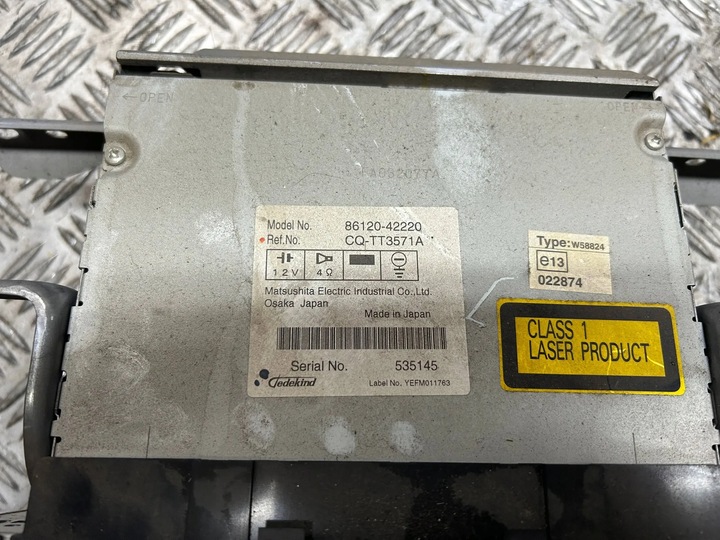 ←OPEN
OPEN→
Model No. 86120-42220
Ref.No. CQ-TT3571A
12V 4Ω
Matsushita Electric Industrial Co.,Ltd.
Osaka Japan
Made in Japan
Serial No. 535145
Jedekind Label No. YEFM011763
Type:W58824
e13
022874
CLASS 1
LASER PRODUCT